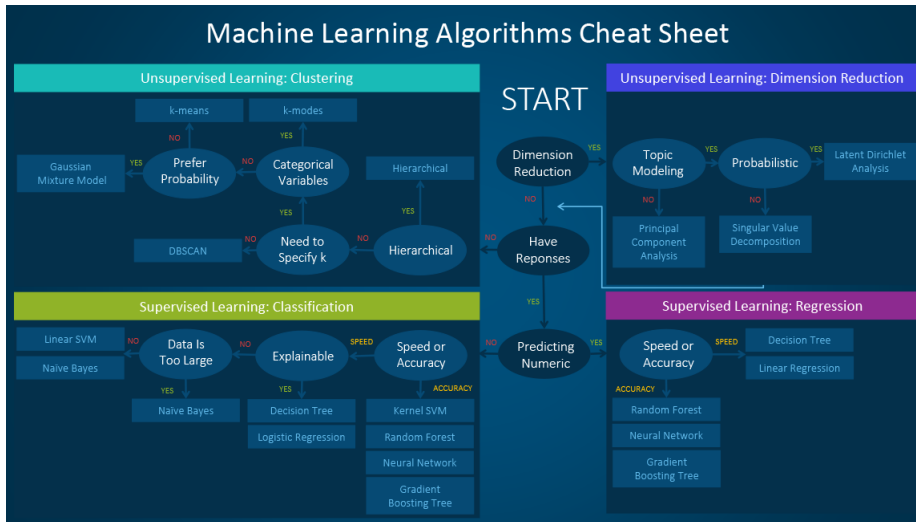 Machine Learning Algorithms Cheat Sheet
Unsupervised Learning: Clustering
k-means
k-modes
NO
YES
Gaussian
Mixture Model
YES
Prefer
Probability
NO
Categorical
Variables
Hierarchical
YES
YES
DBSCAN
NO
Need to
Specify k
NO
Hierarchical
NO
START
Dimension
Reduction
YES
NO
Have
Reponses
YES
Predicting
Numeric
NO
YES
Unsupervised Learning: Dimension Reduction
Topic
Modeling
YES
Probabilistic
YES
Latent Dirichlet
Analysis
NO
NO
Principal
Component
Analysis
Singular Value
Decomposition
Supervised Learning: Classification
Linear SVM
Naïve Bayes
NO
Data Is
Too Large
NO
Explainable
SPEED
Speed or
Accuracy
YES
YES
ACCURACY
Naïve Bayes
Decision Tree
Logistic Regression
Kernel SVM
Random Forest
Neural Network
Gradient
Boosting Tree
Supervised Learning: Regression
Speed or
Accuracy
SPEED
Decision Tree
Linear Regression
ACCURACY
Random Forest
Neural Network
Gradient
Boosting Tree